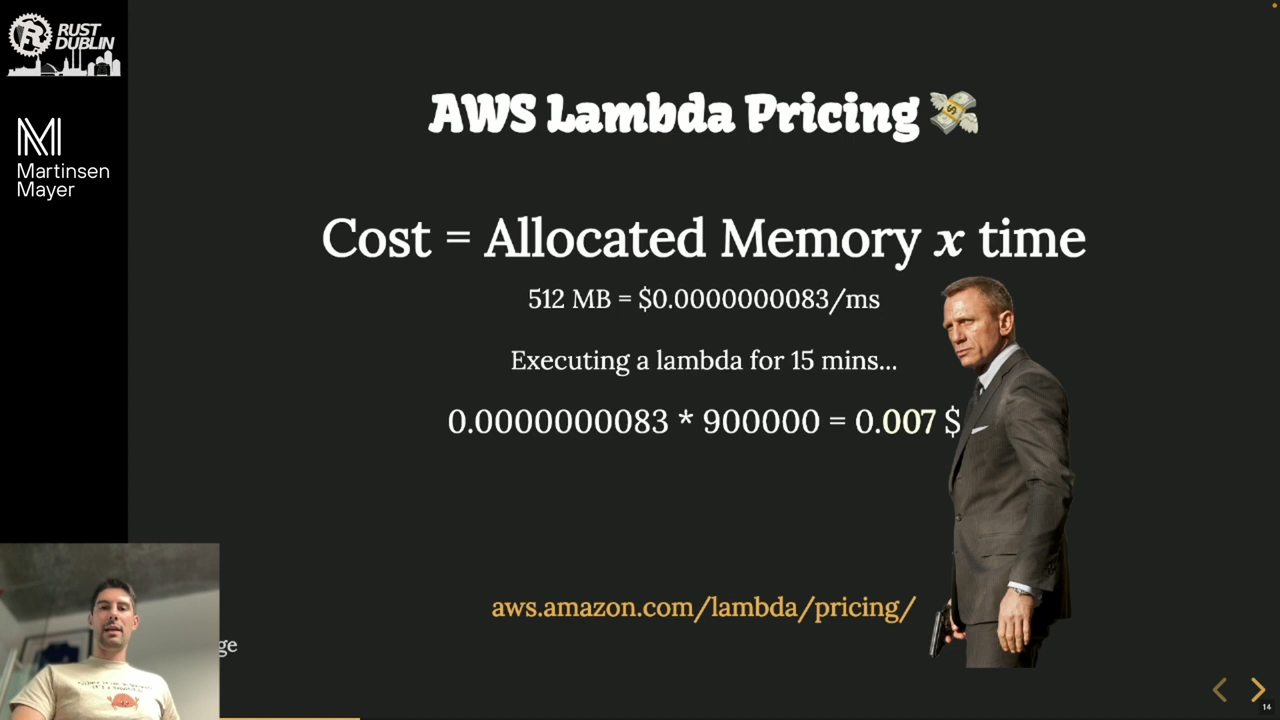 RUST
DUBLIN
Martinsen
Mayer
AWS Lambda Pricing
Cost = Allocated Memory x time
512 MB = $0.0000000083/ms
Executing a lambda for 15 mins...
0.0000000083 * 900000 = 0.007 $
aws.amazon.com/lambda/pricing/
ge
14